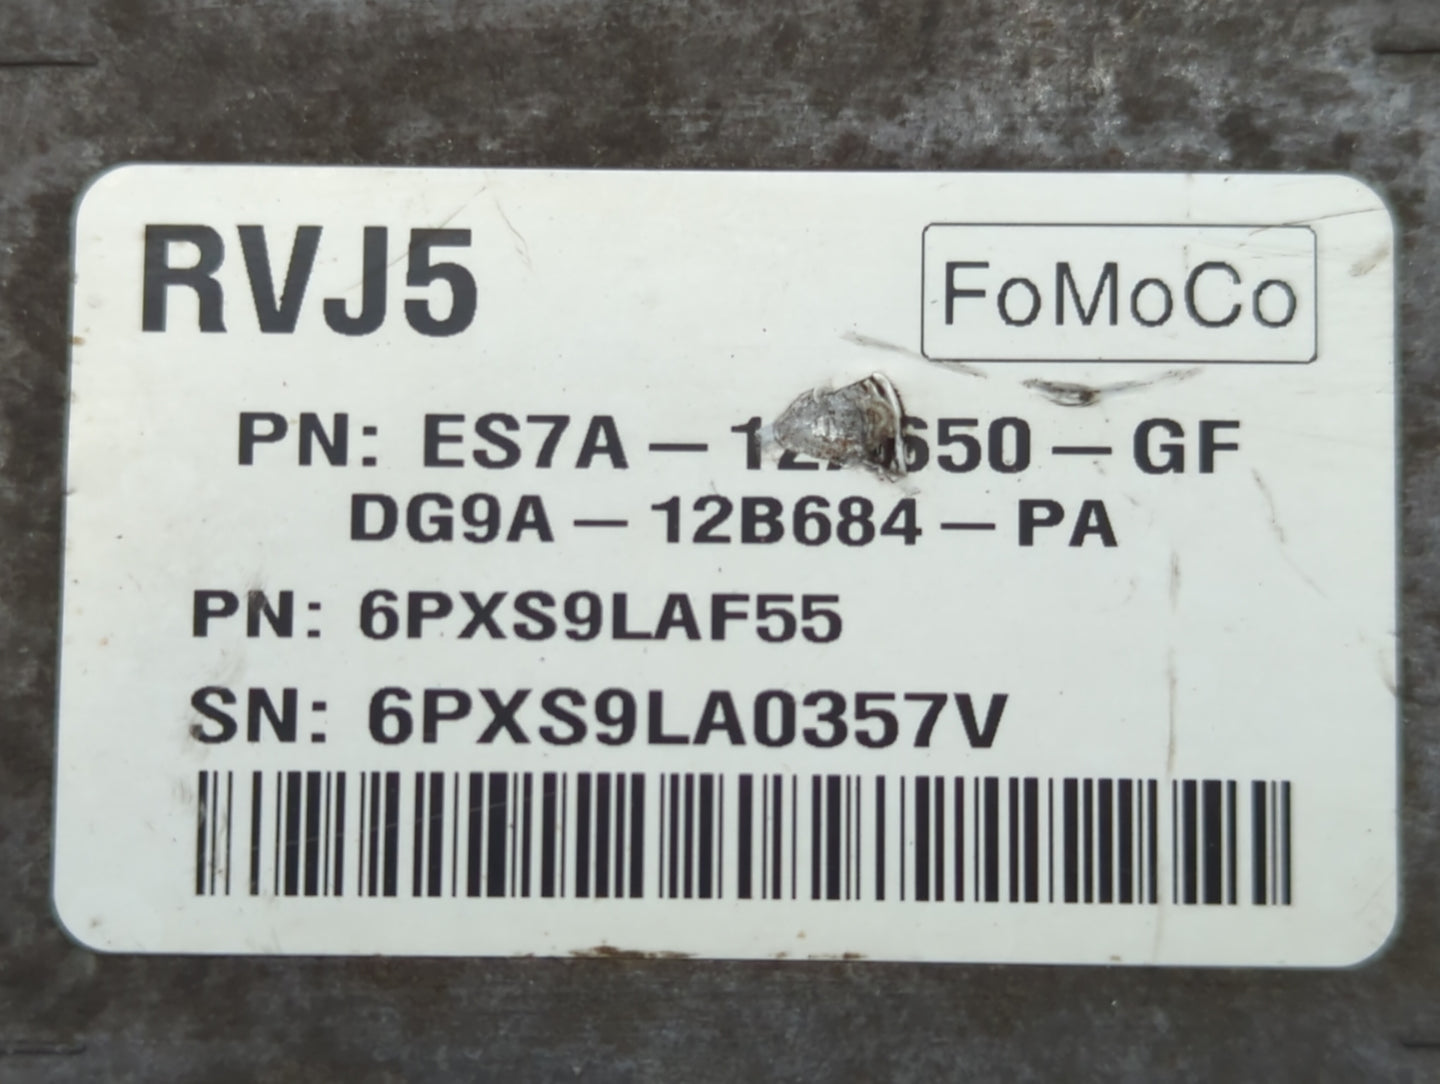 RVJ5
FoMoCo
PN: ES7A – – GF
DG9A – 12B684 – PA
PN: 6PXS9LAF55
SN: 6PXS9LA0357V